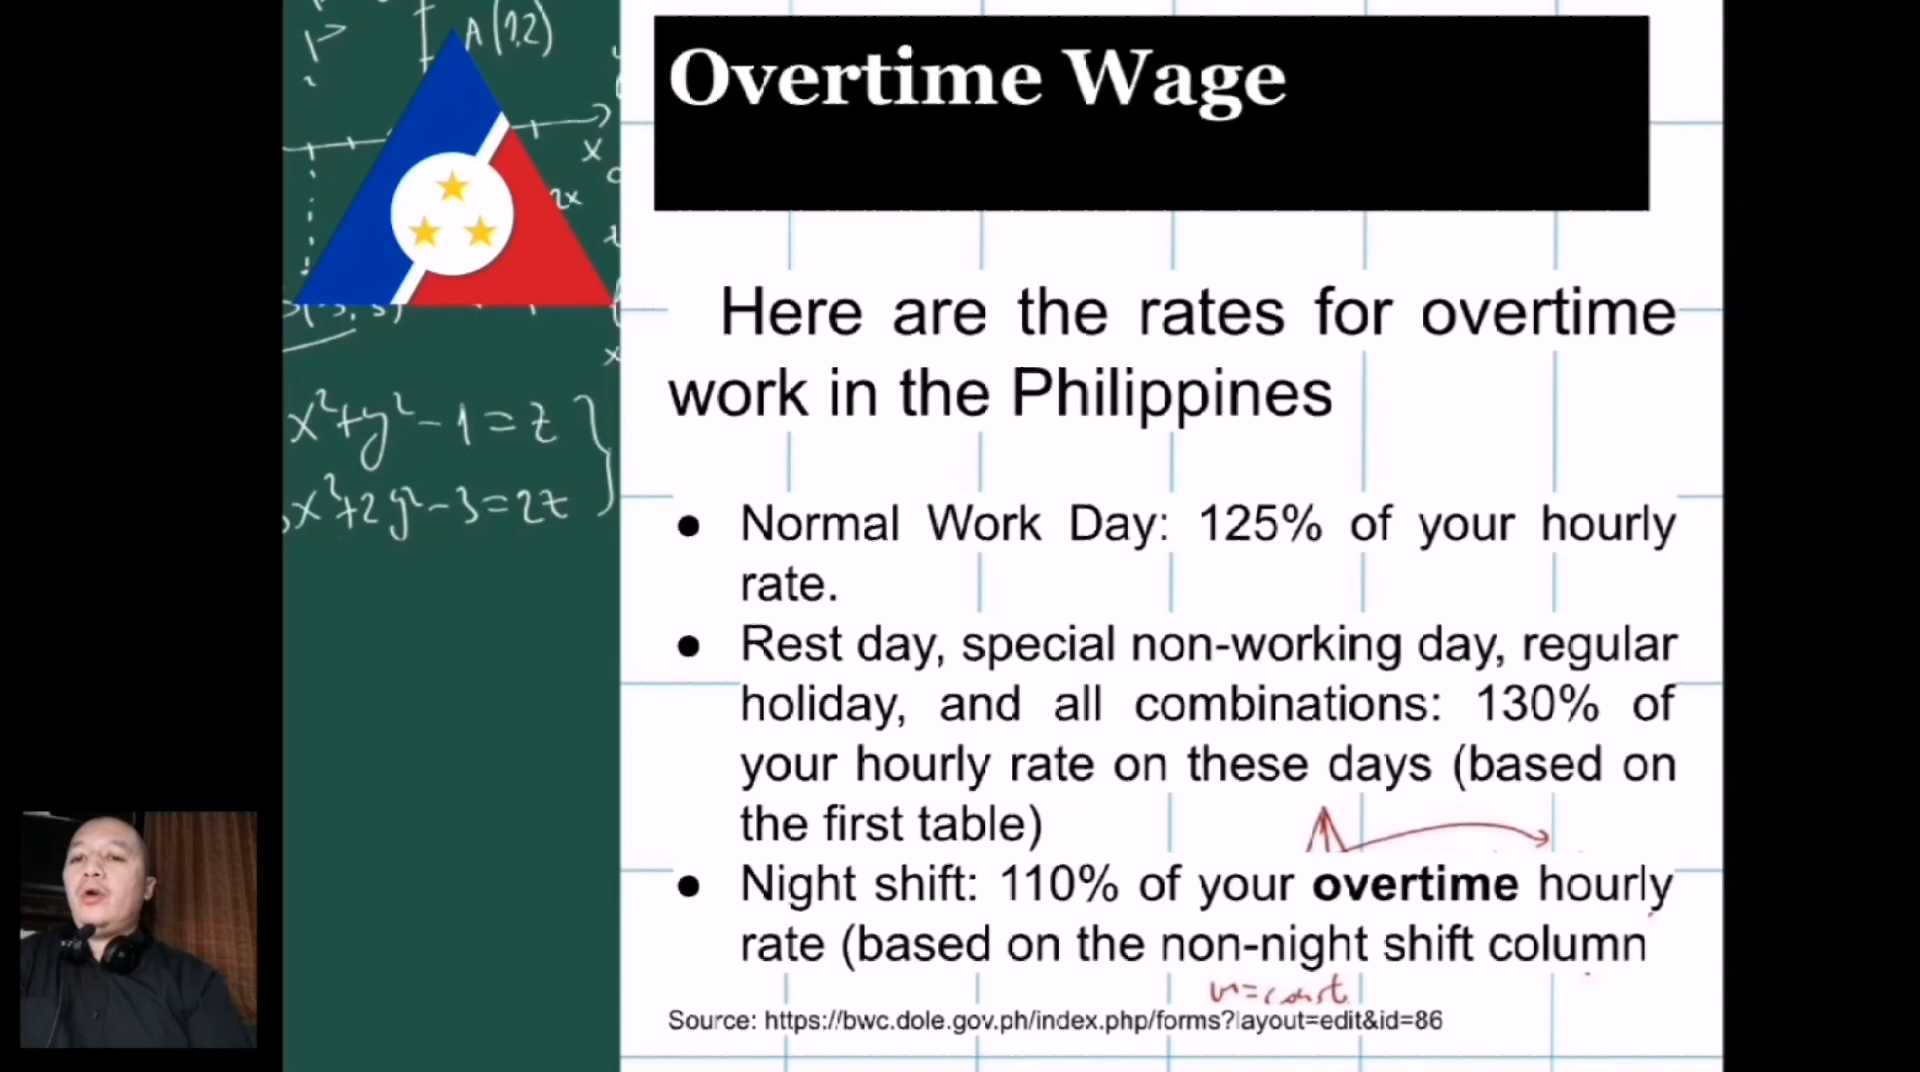 A(1,2)
x
2x
x
x²+y²-1=z
x²+2y²-3=2z
Overtime Wage
Here are the rates for overtime
work in the Philippines
● Normal Work Day: 125% of your hourly
rate.
● Rest day, special non-working day, regular
holiday, and all combinations: 130% of
your hourly rate on these days (based on
the first table)
● Night shift: 110% of your overtime hourly
rate (based on the non-night shift column
Source: https://bwc.dole.gov.ph/index.php/forms?layout=edit&id=86